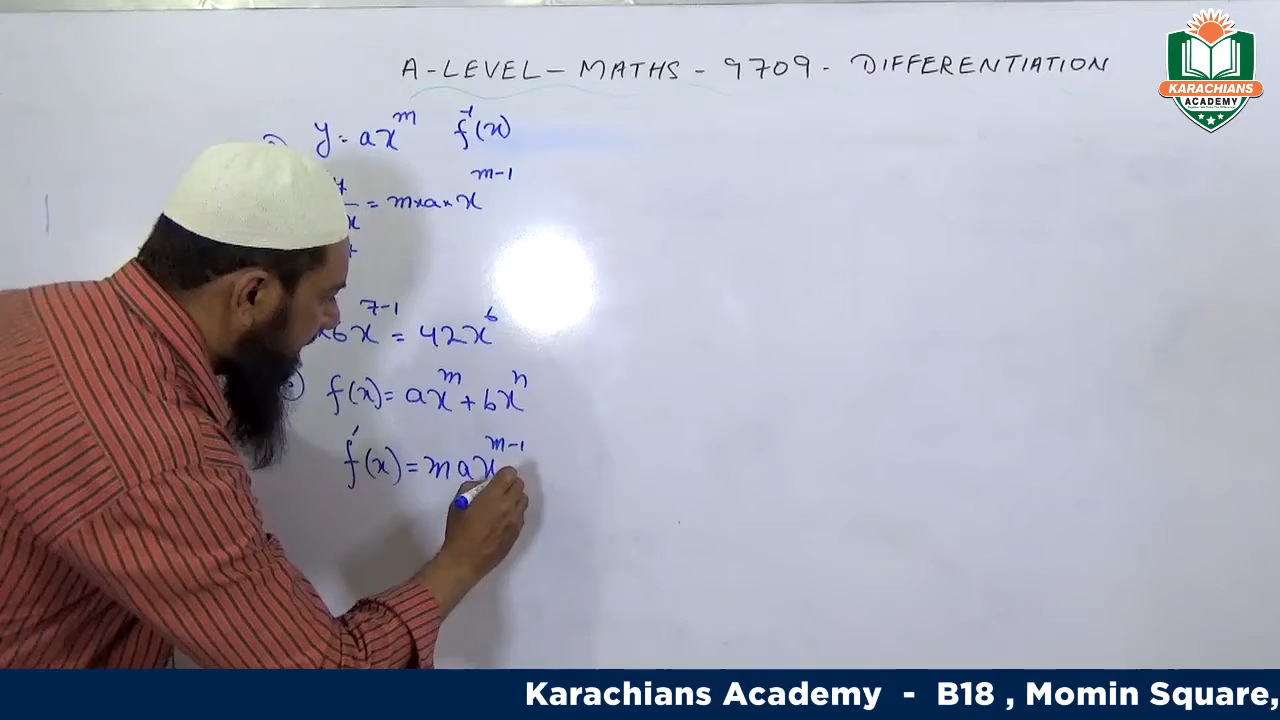 A-LEVEL-MATHS-9709-DIFFERENTIATION
y = ax^m f^-1(x)
= m×a×x^m-1
×6x^7-1 = 42x^6
f(x) = ax^m + bx^n
f'(x) = max^m-1
KARACHIANS
ACADEMY
Karachians Academy - B18 , Momin Square,